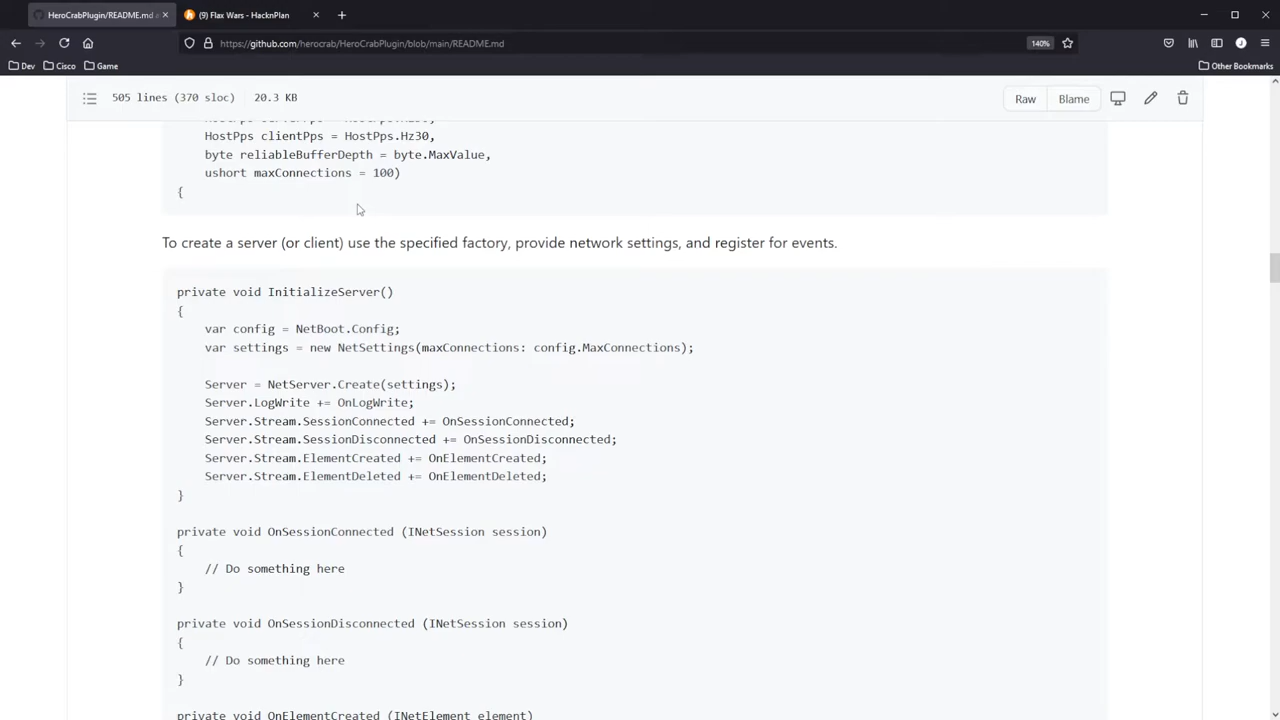 HeroCrabPlugin/README.md a
(9) Flax Wars - HacknPlan
https://github.com/herocrab/HeroCrabPlugin/blob/main/README.md
140%
Dev
Cisco
Game
Other Bookmarks
505 lines (370 sloc)
20.3 KB
Raw
Blame
HostPps clientPps = HostPps.Hz30,
byte reliableBufferDepth = byte.MaxValue,
ushort maxConnections = 100)
{
To create a server (or client) use the specified factory, provide network settings, and register for events.
private void InitializeServer()
{
var config = NetBoot.Config;
var settings = new NetSettings(maxConnections: config.MaxConnections);
Server = NetServer.Create(settings);
Server.LogWrite += OnLogWrite;
Server.Stream.SessionConnected += OnSessionConnected;
Server.Stream.SessionDisconnected += OnSessionDisconnected;
Server.Stream.ElementCreated += OnElementCreated;
Server.Stream.ElementDeleted += OnElementDeleted;
}
private void OnSessionConnected (INetSession session)
{
// Do something here
}
private void OnSessionDisconnected (INetSession session)
{
// Do something here
}
private void OnElementCreated (INetElement element)